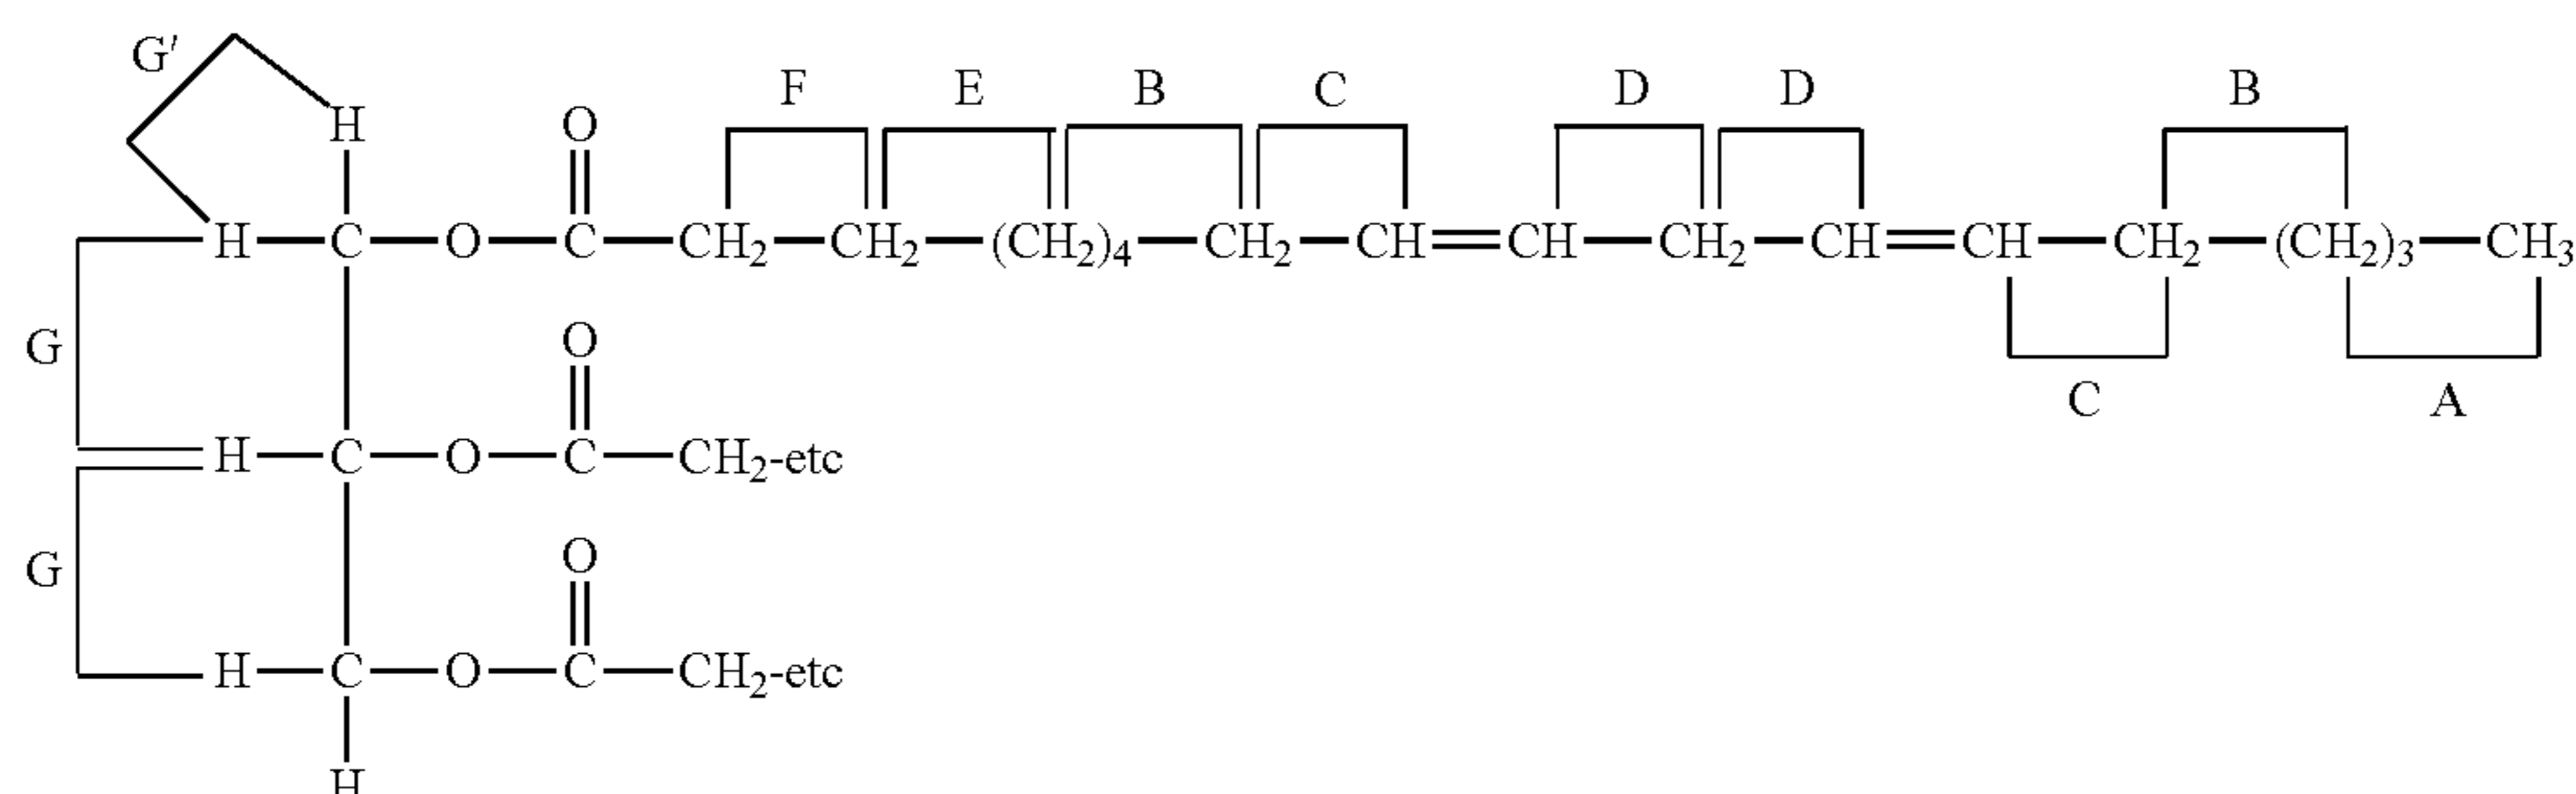 G′
F E B C D D B
H O
H—C—O—C—CH₂—CH₂—(CH₂)₄—CH₂—CH=CH—CH₂—CH=CH—CH₂—(CH₂)₃—CH₃
G O
C A
H—C—O—C—CH₂-etc
G O
H—C—O—C—CH₂-etc
H